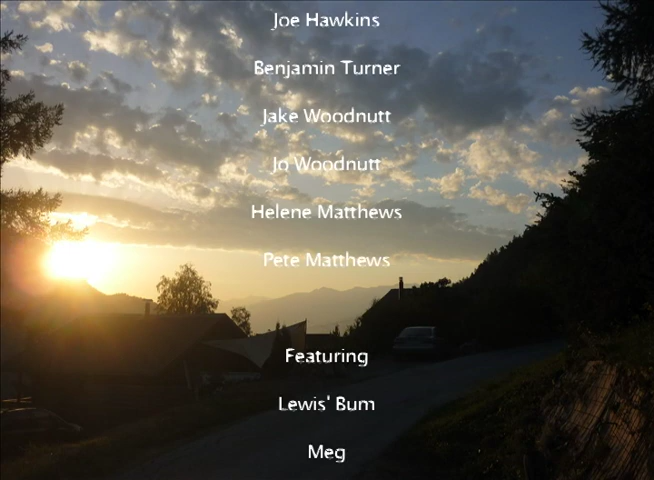 Joe Hawkins
Benjamin Turner
Jake Woodnutt
Jo Woodnutt
Helene Matthews
Pete Matthews
Featuring
Lewis' Bum
Meg